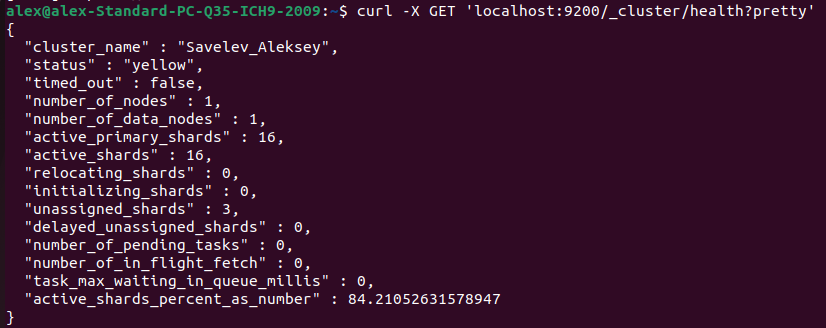 alex@alex-Standard-PC-Q35-ICH9-2009:~$ curl -X GET 'localhost:9200/_cluster/health?pretty'
{
  "cluster_name" : "Savelev_Aleksey",
  "status" : "yellow",
  "timed_out" : false,
  "number_of_nodes" : 1,
  "number_of_data_nodes" : 1,
  "active_primary_shards" : 16,
  "active_shards" : 16,
  "relocating_shards" : 0,
  "initializing_shards" : 0,
  "unassigned_shards" : 3,
  "delayed_unassigned_shards" : 0,
  "number_of_pending_tasks" : 0,
  "number_of_in_flight_fetch" : 0,
  "task_max_waiting_in_queue_millis" : 0,
  "active_shards_percent_as_number" : 84.21052631578947
}